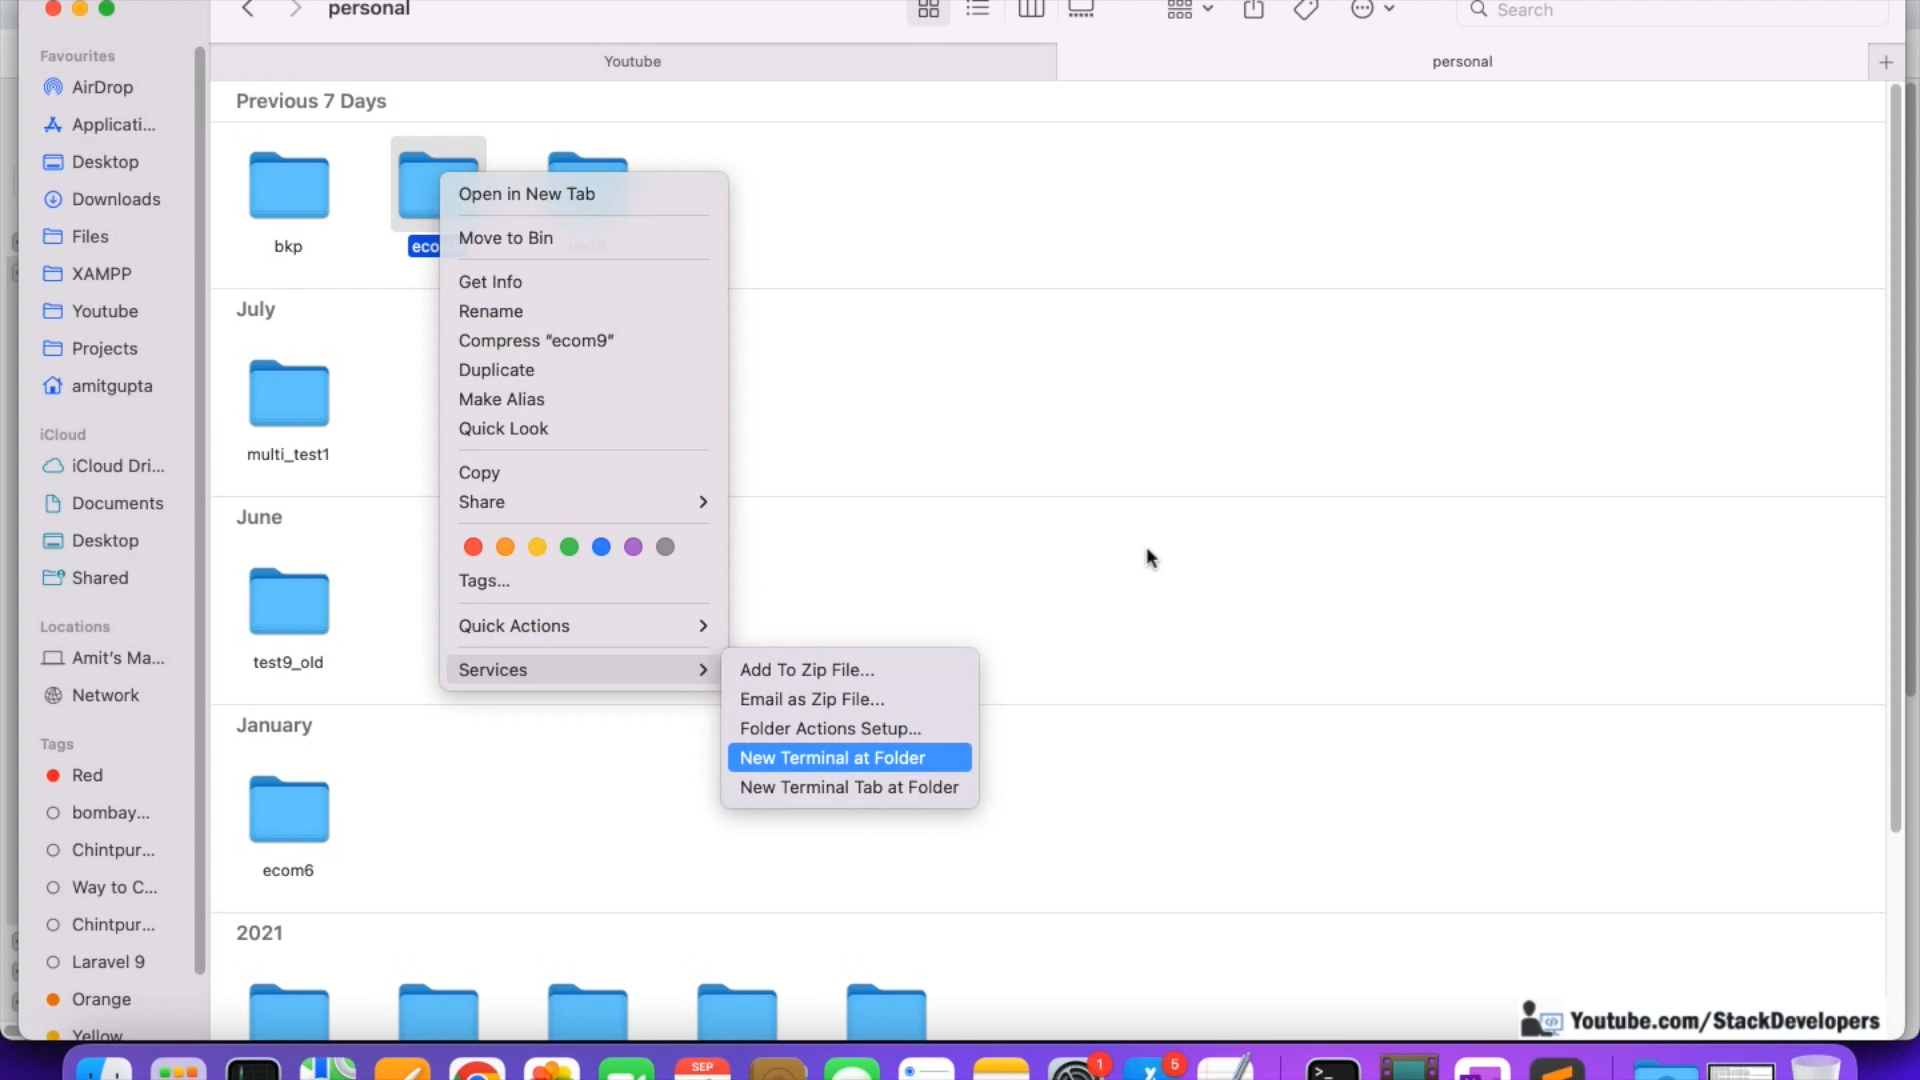 personal
Search
Youtube
personal
Favourites
AirDrop
Applicati...
Desktop
Downloads
Files
XAMPP
Youtube
Projects
amitgupta
iCloud
iCloud Dri...
Documents
Desktop
Shared
Locations
Amit's Ma...
Network
Tags
Red
bombay...
Chintpur...
Way to C...
Chintpur...
Laravel 9
Orange
Yellow
Previous 7 Days
bkp
eco
July
multi_test1
June
test9_old
January
ecom6
2021
Open in New Tab
Move to Bin
Get Info
Rename
Compress "ecom9"
Duplicate
Make Alias
Quick Look
Copy
Share
Tags...
Quick Actions
Services
Add To Zip File...
Email as Zip File...
Folder Actions Setup...
New Terminal at Folder
New Terminal Tab at Folder
Youtube.com/StackDevelopers
SEP
1
5